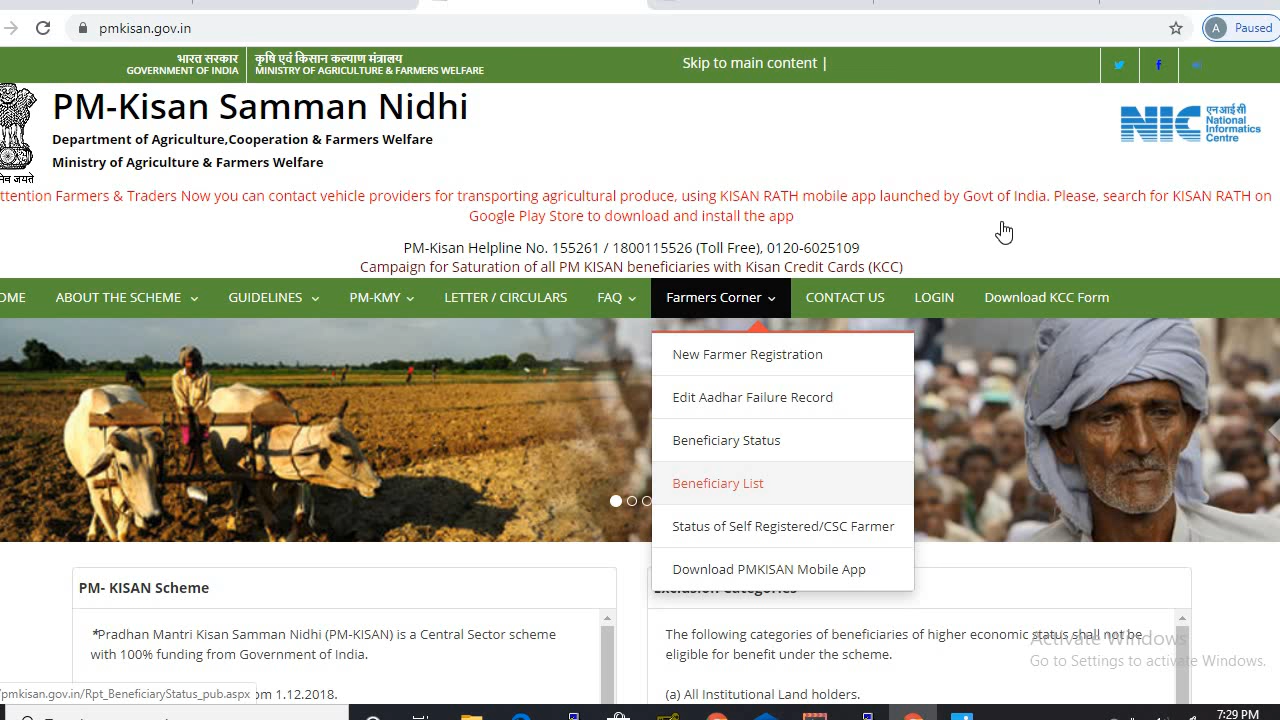 pmkisan.gov.in
A Paused
भारत सरकार
GOVERNMENT OF INDIA
कृषि एवं किसान कल्याण मंत्रालय
MINISTRY OF AGRICULTURE & FARMERS WELFARE
Skip to main content |
PM-Kisan Samman Nidhi
Department of Agriculture,Cooperation & Farmers Welfare
Ministry of Agriculture & Farmers Welfare
जयते
NIC
एन आई सी
National
Informatics
Centre
ttention Farmers & Traders Now you can contact vehicle providers for transporting agricultural produce, using KISAN RATH mobile app launched by Govt of India. Please, search for KISAN RATH on
Google Play Store to download and install the app
PM-Kisan Helpline No. 155261 / 1800115526 (Toll Free), 0120-6025109
Campaign for Saturation of all PM KISAN beneficiaries with Kisan Credit Cards (KCC)
OME ABOUT THE SCHEME GUIDELINES PM-KMY LETTER / CIRCULARS FAQ Farmers Corner CONTACT US LOGIN Download KCC Form
New Farmer Registration
Edit Aadhar Failure Record
Beneficiary Status
Beneficiary List
Status of Self Registered/CSC Farmer
Download PMKISAN Mobile App
PM- KISAN Scheme
*Pradhan Mantri Kisan Samman Nidhi (PM-KISAN) is a Central Sector scheme
with 100% funding from Government of India.
om 1.12.2018.
Exclusion Categories
The following categories of beneficiaries of higher economic status shall not be
eligible for benefit under the scheme.
(a) All Institutional Land holders.
Activate Windows
Go to Settings to activate Windows.
/pmkisan.gov.in/Rpt_BeneficiaryStatus_pub.aspx
7:29 PM